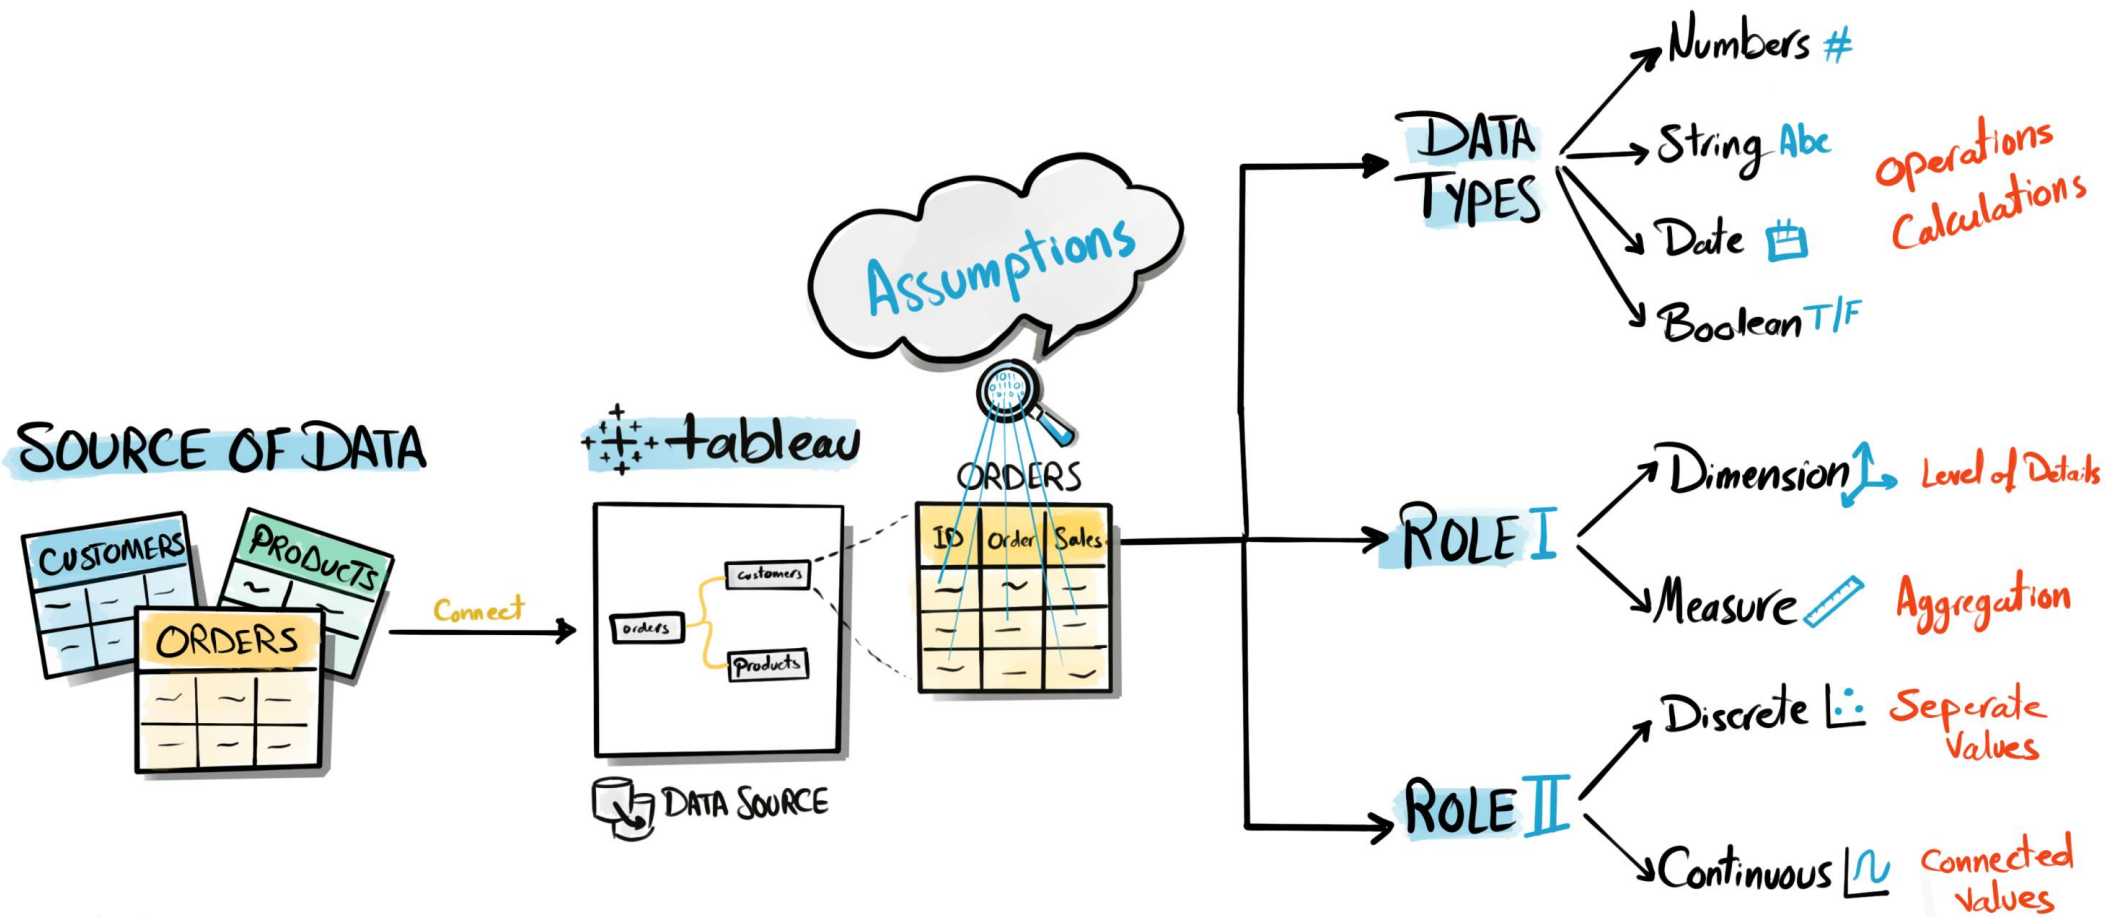 SOURCE OF DATA
CUSTOMERS
PRODUCTS
ORDERS
Connect
tableau
orders
customers
Products
DATA SOURCE
Assumptions
1011
01110
ORDERS
ID Order Sales
DATA
TYPES
Numbers #
String Abc
Date
Boolean T/F
Operations
Calculations
ROLE I
Dimension
Level of Details
Measure
Aggregation
ROLE II
Discrete
Seperate
Values
Continuous
Connected
Values